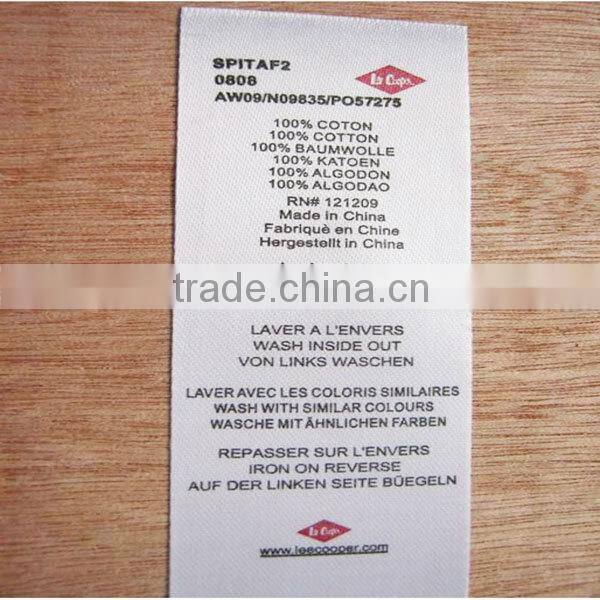 SPITAF2
0808
Lee Cooper
AW09/N09835/PO57275
100% COTON
100% COTTON
100% BAUMWOLLE
100% KATOEN
100% ALGODON
100% ALGODAO
RN# 121209
Made in China
Fabriquè en Chine
Hergestellt in China
trade.china.cn
LAVER A L'ENVERS
WASH INSIDE OUT
VON LINKS WASCHEN
LAVER AVEC LES COLORIS SIMILAIRES
WASH WITH SIMILAR COLOURS
WASCHE MIT ÄHNLICHEN FARBEN
REPASSER SUR L'ENVERS
IRON ON REVERSE
AUF DER LINKEN SEITE BÜEGELN
Lee Cooper
www.leecooper.com